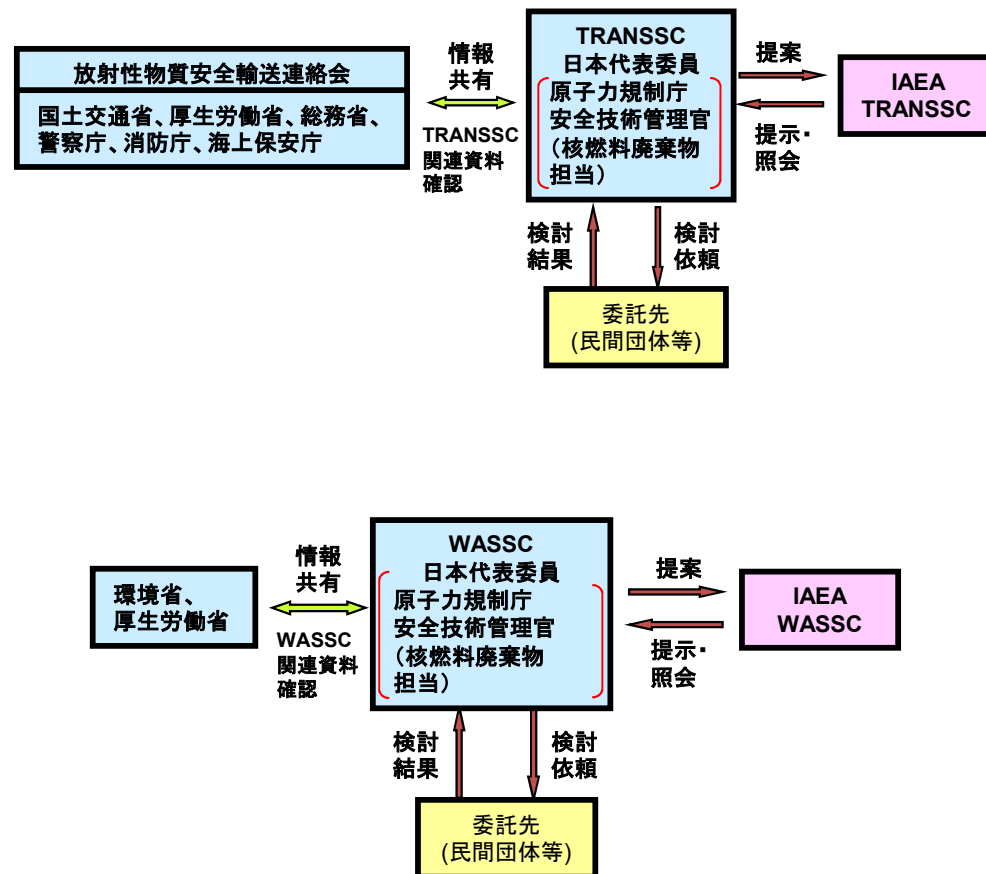 放射性物質安全輸送連絡会
国土交通省、厚生労働省、総務省、
警察庁、消防庁、海上保安庁
情報
共有
TRANSSC
関連資料
確認
TRANSSC
日本代表委員
原子力規制庁
安全技術管理官
(核燃料廃棄物
担当)
提案
提示・
照会
IAEA
TRANSSC
検討
結果
検討
依頼
委託先
(民間団体等)
環境省、
厚生労働省
情報
共有
WASSC
関連資料
確認
WASSC
日本代表委員
原子力規制庁
安全技術管理官
(核燃料廃棄物
担当)
提案
提示・
照会
IAEA
WASSC
検討
結果
検討
依頼
委託先
(民間団体等)